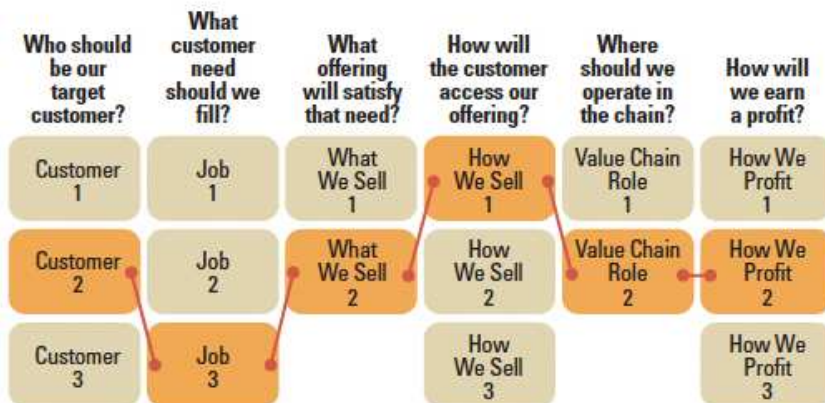 Who should
be our
target
customer?
What
customer
need
should we
fill?
What
offering
will satisfy
that need?
How will
the customer
access our
offering?
Where
should we
operate in
the chain?
How will
we earn
a profit?
Customer
1
Job
1
What
We Sell
1
How
We Sell
1
Value Chain
Role
1
How We
Profit
1
Customer
2
Job
2
What
We Sell
2
How
We Sell
2
Value Chain
Role
2
How We
Profit
2
Customer
3
Job
3
How
We Sell
3
How We
Profit
3